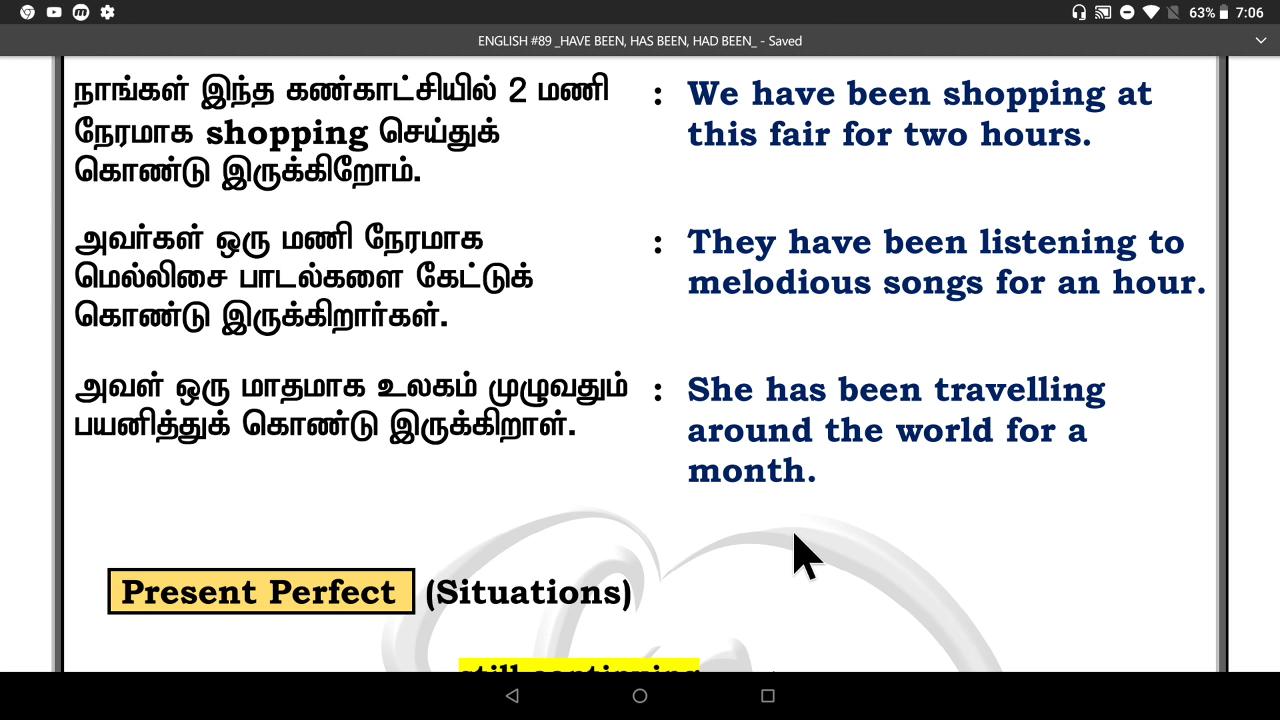 63% 7:06
ENGLISH #89 _HAVE BEEN, HAS BEEN, HAD BEEN_ - Saved
நாங்கள் இந்த கண்காட்சியில் 2 மணி : We have been shopping at
நேரமாக shopping செய்துக் this fair for two hours.
கொண்டு இருக்கிறோம்.
அவர்கள் ஒரு மணி நேரமாக : They have been listening to
மெல்லிசை பாடல்களை கேட்டுக் melodious songs for an hour.
கொண்டு இருக்கிறார்கள்.
அவள் ஒரு மாதமாக உலகம் முழுவதும் : She has been travelling
பயனித்துக் கொண்டு இருக்கிறாள். around the world for a
month.
Present Perfect (Situations)
still continuing